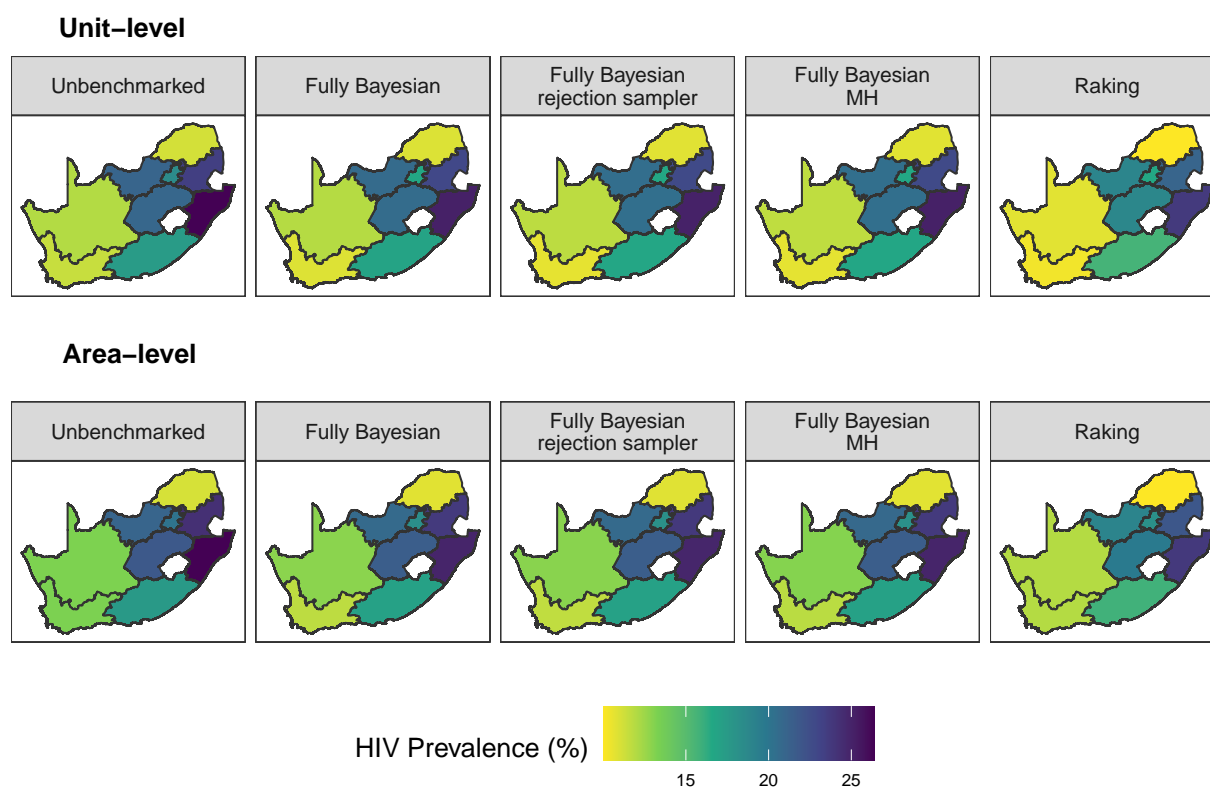 Unit−level
Unbenchmarked
Fully Bayesian
Fully Bayesian
rejection sampler
Fully Bayesian
MH
Raking
Area−level
Unbenchmarked
Fully Bayesian
Fully Bayesian
rejection sampler
Fully Bayesian
MH
Raking
HIV Prevalence (%)
15 20 25